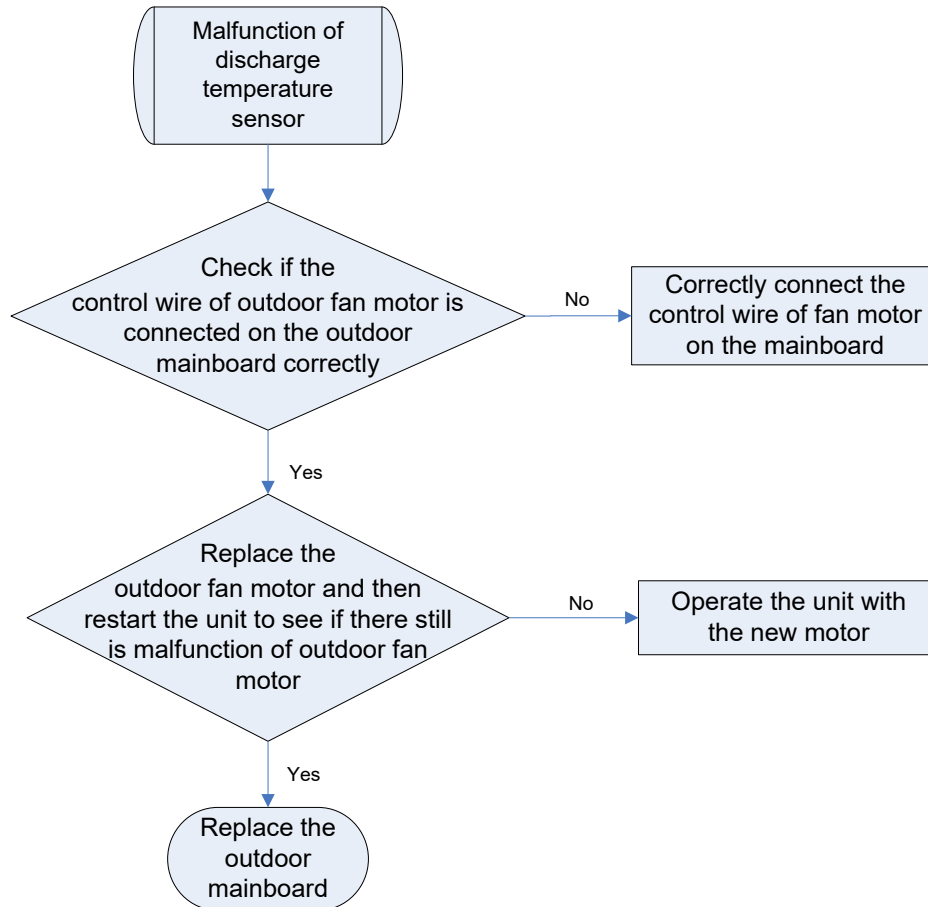 Malfunction of
discharge
temperature
sensor
Check if the
control wire of outdoor fan motor is
connected on the outdoor
mainboard correctly
No
Correctly connect the
control wire of fan motor
on the mainboard
Yes
Replace the
outdoor fan motor and then
restart the unit to see if there still
is malfunction of outdoor fan
motor
No
Operate the unit with
the new motor
Yes
Replace the
outdoor
mainboard